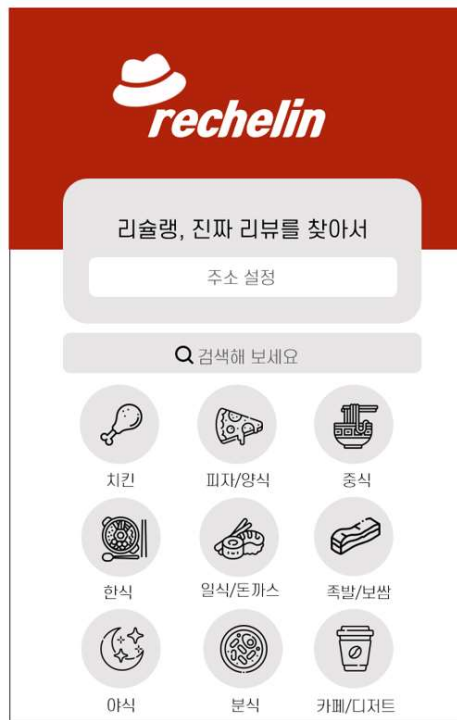 rechelin
리슐랭, 진짜 리뷰를 찾아서
주소 설정
검색해 보세요
치킨 피자/양식 중식
한식 일식/돈까스 족발/보쌈
야식 분식 카페/디저트